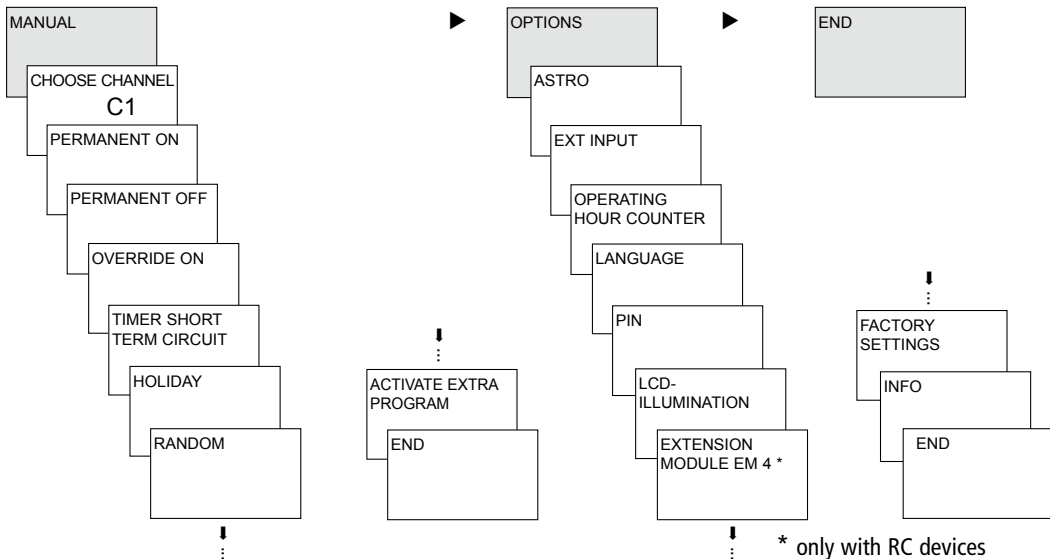 MANUAL
CHOOSE CHANNEL
C1
PERMANENT ON
PERMANENT OFF
OVERRIDE ON
TIMER SHORT
TERM CIRCUIT
HOLIDAY
RANDOM
ACTIVATE EXTRA
PROGRAM
END
OPTIONS
ASTRO
EXT INPUT
OPERATING
HOUR COUNTER
LANGUAGE
PIN
LCD-
ILLUMINATION
EXTENSION
MODULE EM 4 *
FACTORY
SETTINGS
INFO
END
END
* only with RC devices